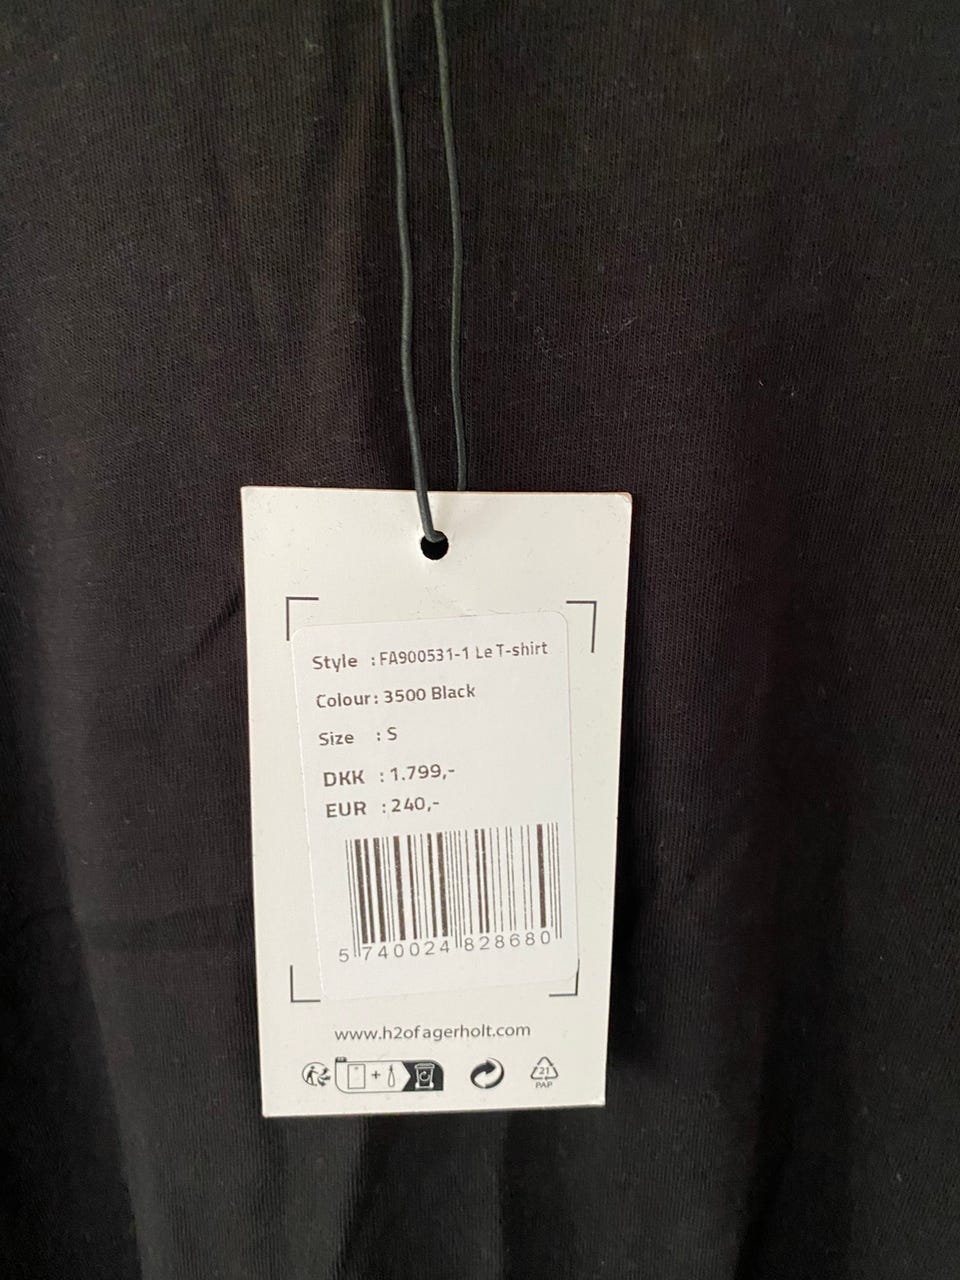 Style : FA900531-1 Le T-shirt
Colour : 3500 Black
Size : S
DKK : 1.799,-
EUR : 240,-
5 740024 828680
www.h2ofagerholt.com
21
PAP